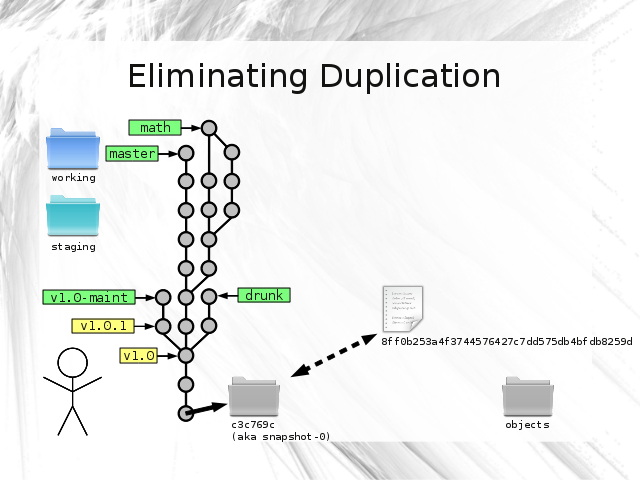 Eliminating Duplication
math
master
working
staging
v1.0-maint
drunk
v1.0.1
v1.0
8ff0b253a4f3744576427c7dd575db4bfdb8259d
c3c769c
(aka snapshot-0)
objects